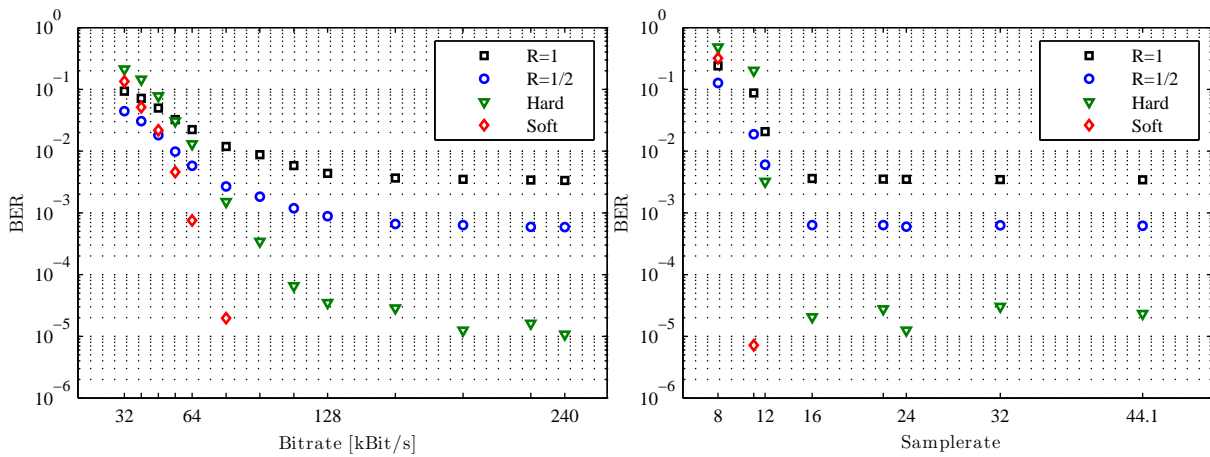 10^0
10^-1
10^-2
10^-3
10^-4
10^-5
10^-6
BER
32
64
128
240
Bitrate [kBit/s]
R=1
R=1/2
Hard
Soft
10^0
10^-1
10^-2
10^-3
10^-4
10^-5
10^-6
BER
8
12
16
24
32
44.1
Samplerate
R=1
R=1/2
Hard
Soft